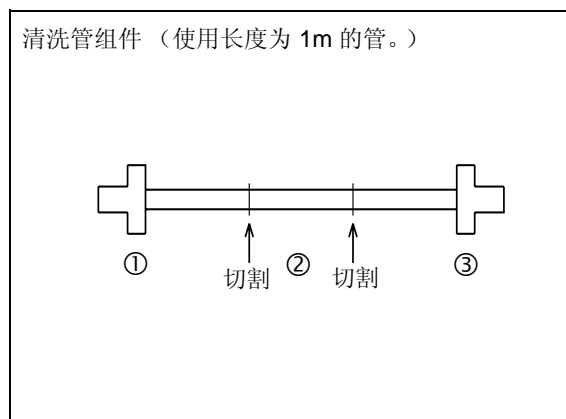 清洗管组件 （使用长度为 1m 的管。）
① 切割 ② 切割 ③